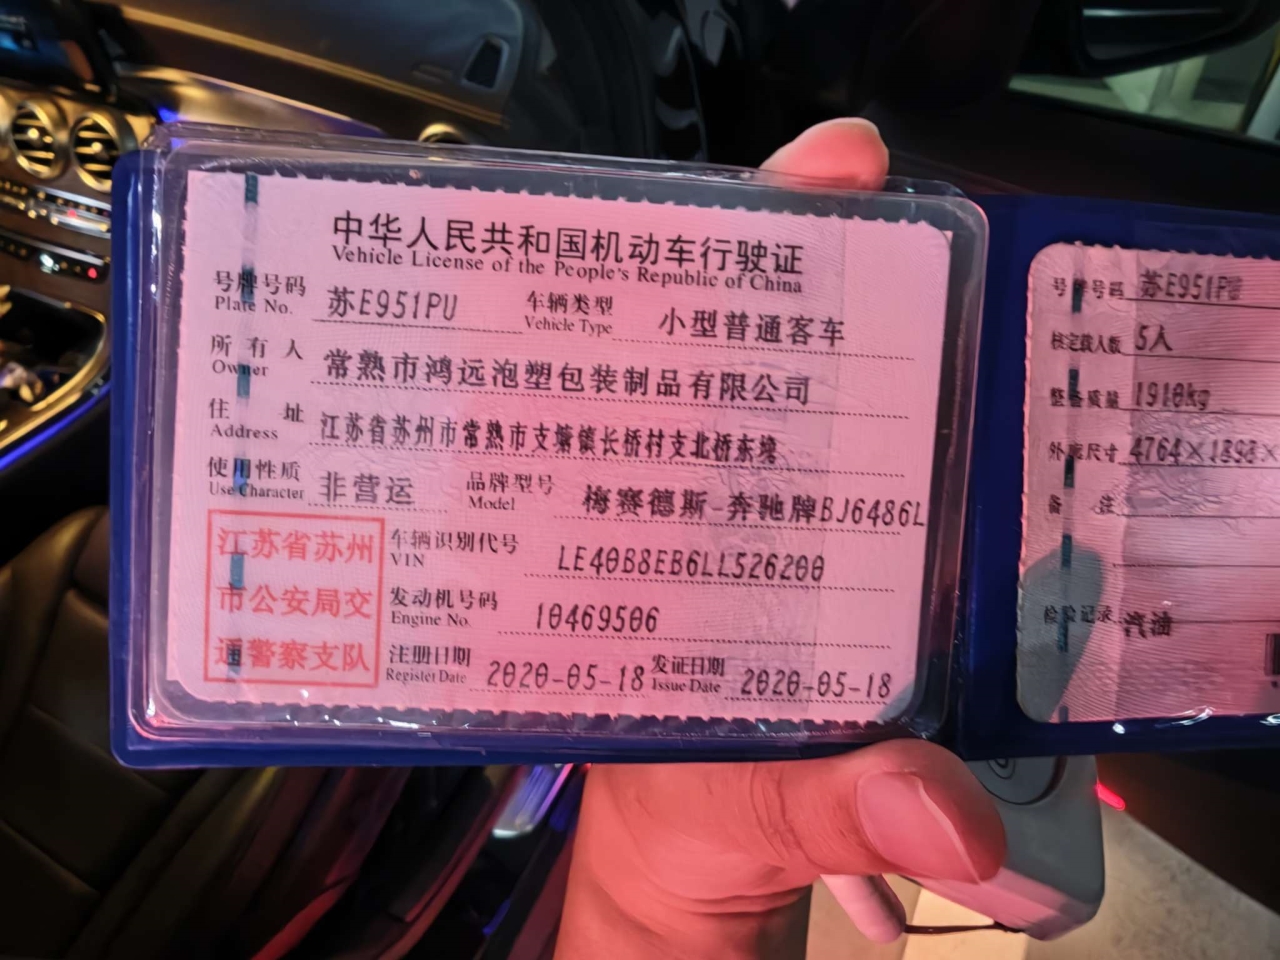 中华人民共和国机动车行驶证
Vehicle License of the People's Republic of China
号牌号码 苏E951PU 车辆类型 小型普通客车
Plate No. Vehicle Type
所有人 常熟市鸿远泡塑包装制品有限公司
Owner
住址 江苏省苏州市常熟市支塘镇长桥村支北桥东堍
Address
使用性质 非营运 品牌型号 梅赛德斯-奔驰牌BJ6486L
Use Character Model
江苏省苏州
市公安局交
通警察支队
车辆识别代号 LE40B8EB6LL526200
VIN
发动机号码 10469506
Engine No.
注册日期 2020-05-18 发证日期 2020-05-18
Register Date Issue Date
号牌号码 苏E951P
核定载人数 5人
整备质量 1910kg
外廓尺寸 4764×1898×
备注
检验记录 汽油